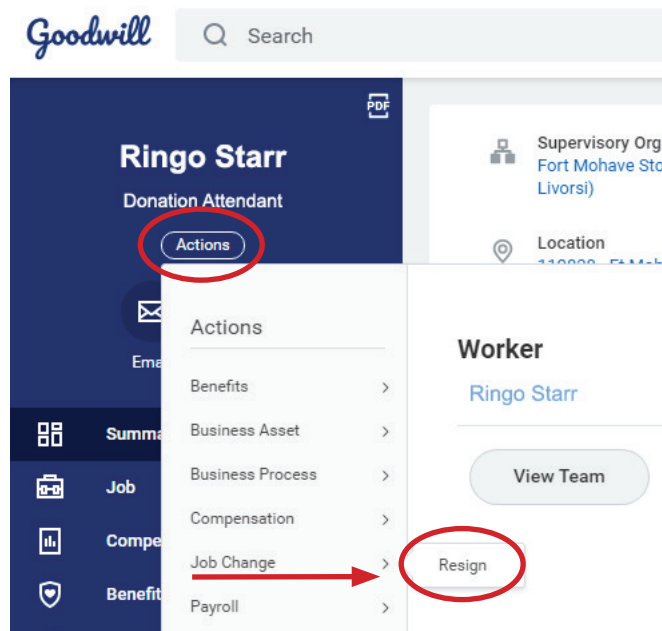 Goodwill
Search
PDF
Ringo Starr
Donation Attendant
Actions
Supervisory Org
Fort Mohave Sto
Livorsi)
Location
Ema
Actions
Benefits
Business Asset
Business Process
Compensation
Job Change
Payroll
Summa
Job
Compe
Benefit
Worker
Ringo Starr
View Team
Resign